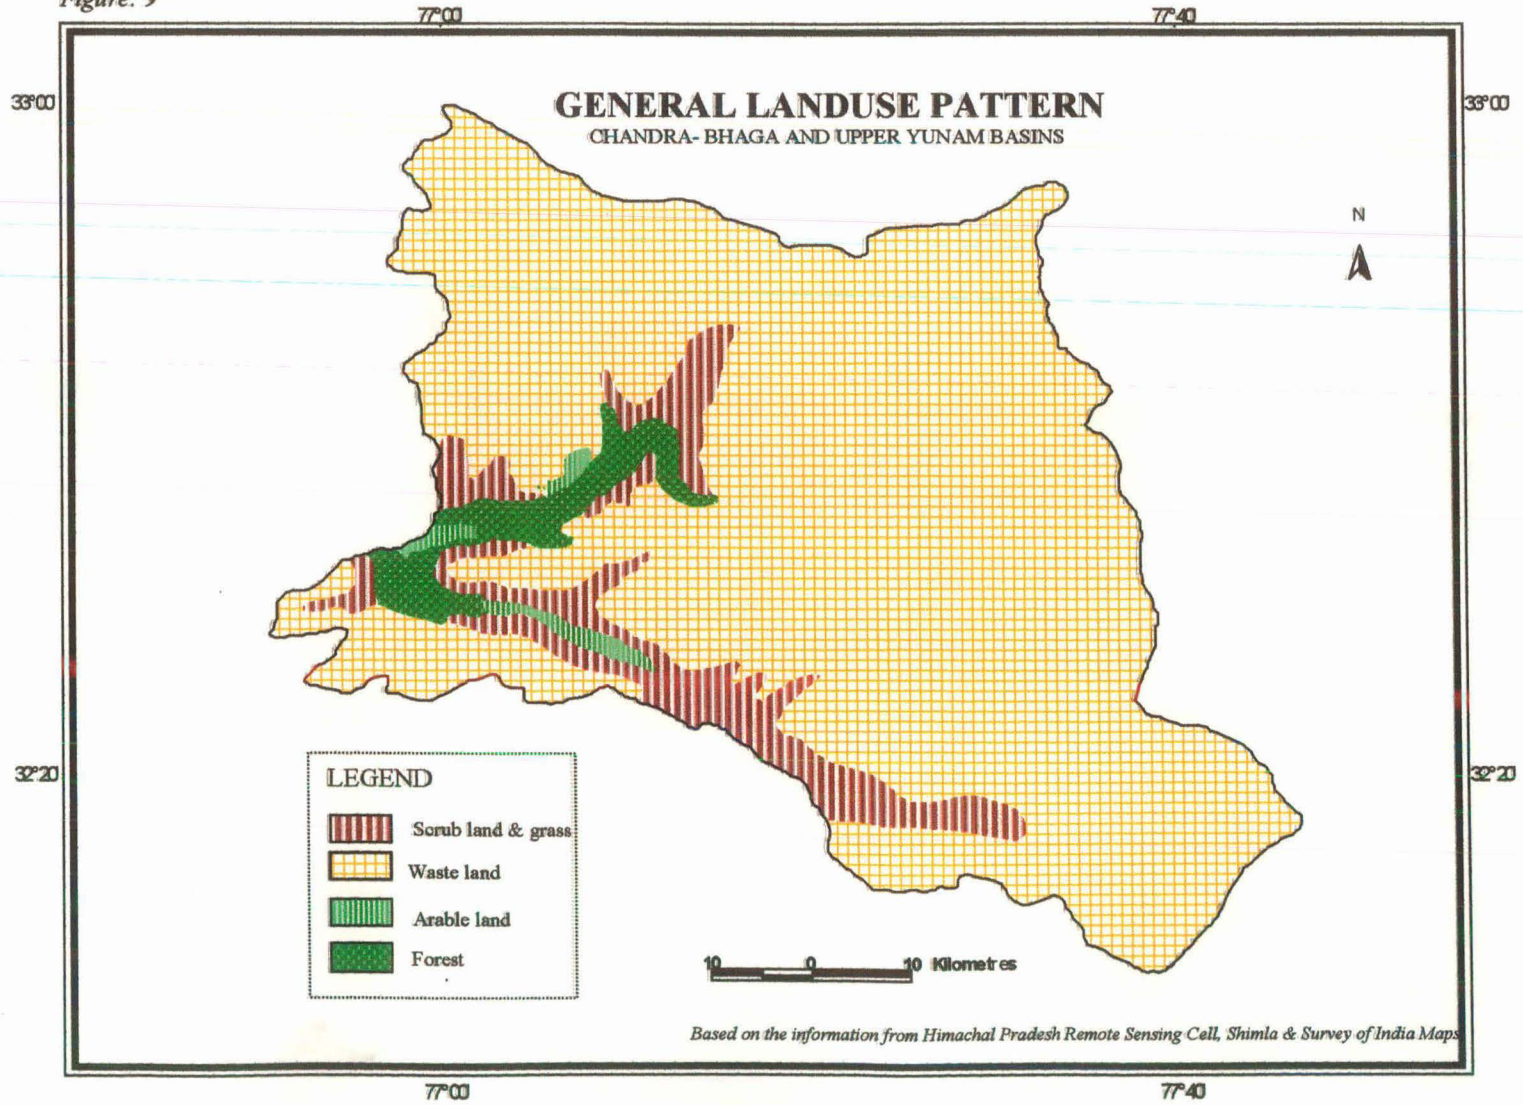 Figure: 9
77°00
77°40
33°00
33°00
GENERAL LANDUSE PATTERN
CHANDRA- BHAGA AND UPPER YUNAM BASINS
N
32°20
32°20
LEGEND
Scrub land & grass
Waste land
Arable land
Forest
10 0 10 Kilometres
Based on the information from Himachal Pradesh Remote Sensing Cell, Shimla & Survey of India Maps
77°00
77°40